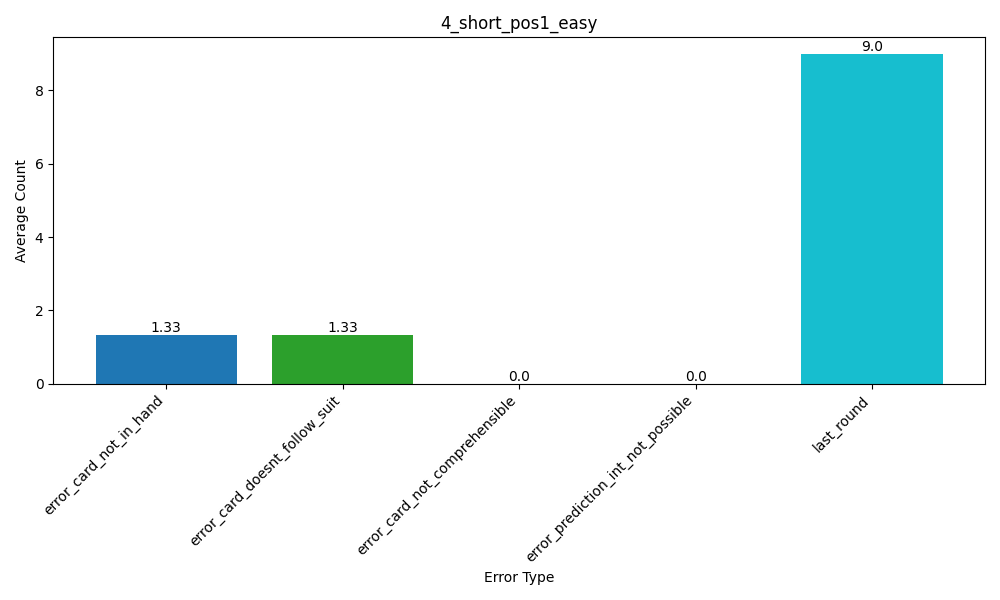 4_short_pos1_easy
Average Count
8
6
4
2
0
1.33
1.33
0.0
0.0
9.0
error_card_not_in_hand
error_card_doesnt_follow_suit
error_card_not_comprehensible
error_prediction_int_not_possible
last_round
Error Type